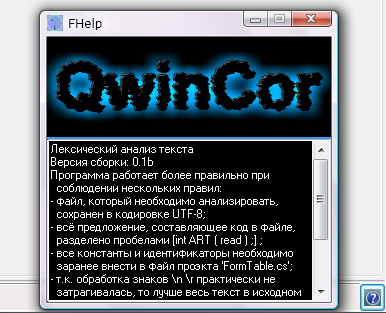 FHelp
QwinCor
Лексический анализ текста
Версия сборки: 0.1b
Программа работает более правильно при
соблюдении нескольких правил:
- файл, который необходимо анализировать,
сохранен в кодировке UTF-8;
- всё предложение, составляющее код в файле,
разделено пробелами [int ART ( read ) ;] ;
- все константы и идентификаторы необходимо
заранее внести в файл проэкта 'FormTable.cs';
- т.к. обработка знаков \n \r практически не
затрагивалась, то лучше весь текст в исходном